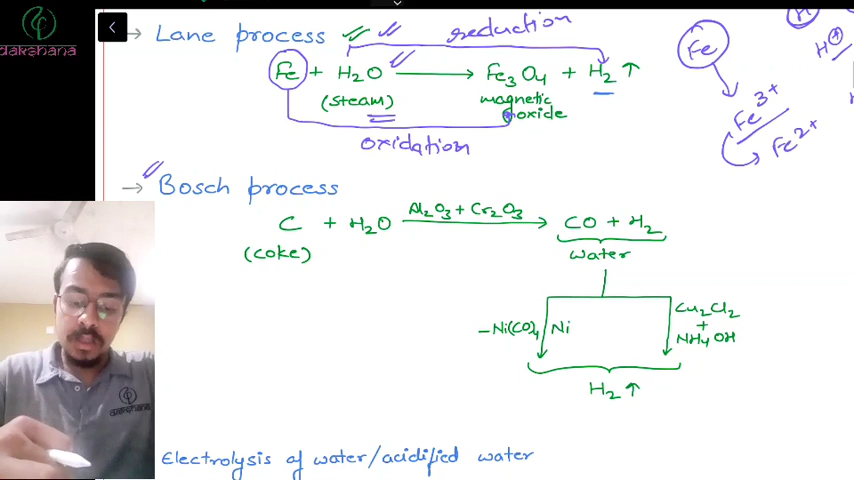 dakshana
→ Lane process
reduction
Fe + H2O → Fe3O4 + H2 ↑
(steam)
magnetic
oxide
oxidation
Fe
Fe3+
Fe2+
H+
→ Bosch process
C + H2O Al2O3 + Cr2O3 → CO + H2
(coke)
water
–Ni(CO)4
Ni
Cu2Cl2
+
NH4OH
H2 ↑
dakshana
Electrolysis of water/acidified water